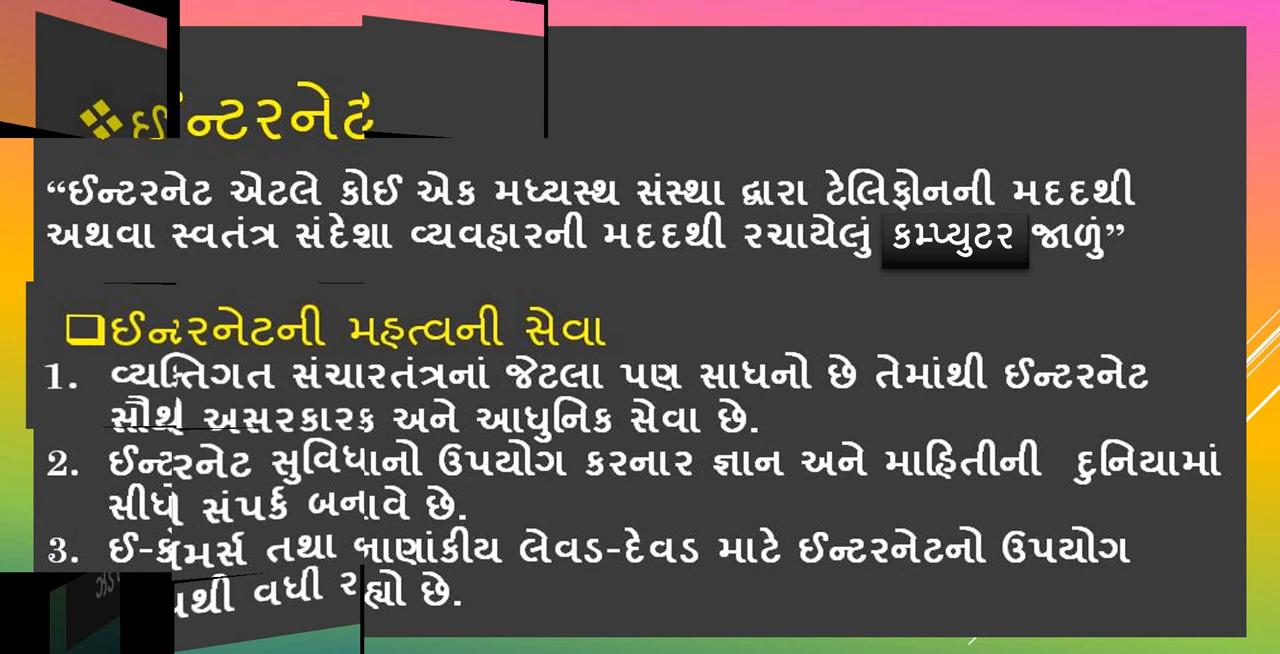 ❖ઈન્ટરનેટ
“ઈન્ટરનેટ એટલે કોઈ એક મધ્યસ્થ સંસ્થા દ્વારા ટેલિફોનની મદદથી
અથવા સ્વતંત્ર સંદેશા વ્યવહારની મદદથી રચાયેલું કમ્પ્યુટર જાળું”
❑ઈન્ટરનેટની મહત્વની સેવા
1. વ્યક્તિગત સંચારતંત્રનાં જેટલા પણ સાધનો છે તેમાંથી ઈન્ટરનેટ
સૌથી અસરકારક અને આધુનિક સેવા છે.
2. ઈન્ટરનેટ સુવિધાનો ઉપયોગ કરનાર જ્ઞાન અને માહિતીની દુનિયામાં
સીધો સંપર્ક બનાવે છે.
3. ઈ-કૉમર્સ તથા નાણાંકીય લેવડ-દેવડ માટે ઈન્ટરનેટનો ઉપયોગ
વધી રહ્યો છે.